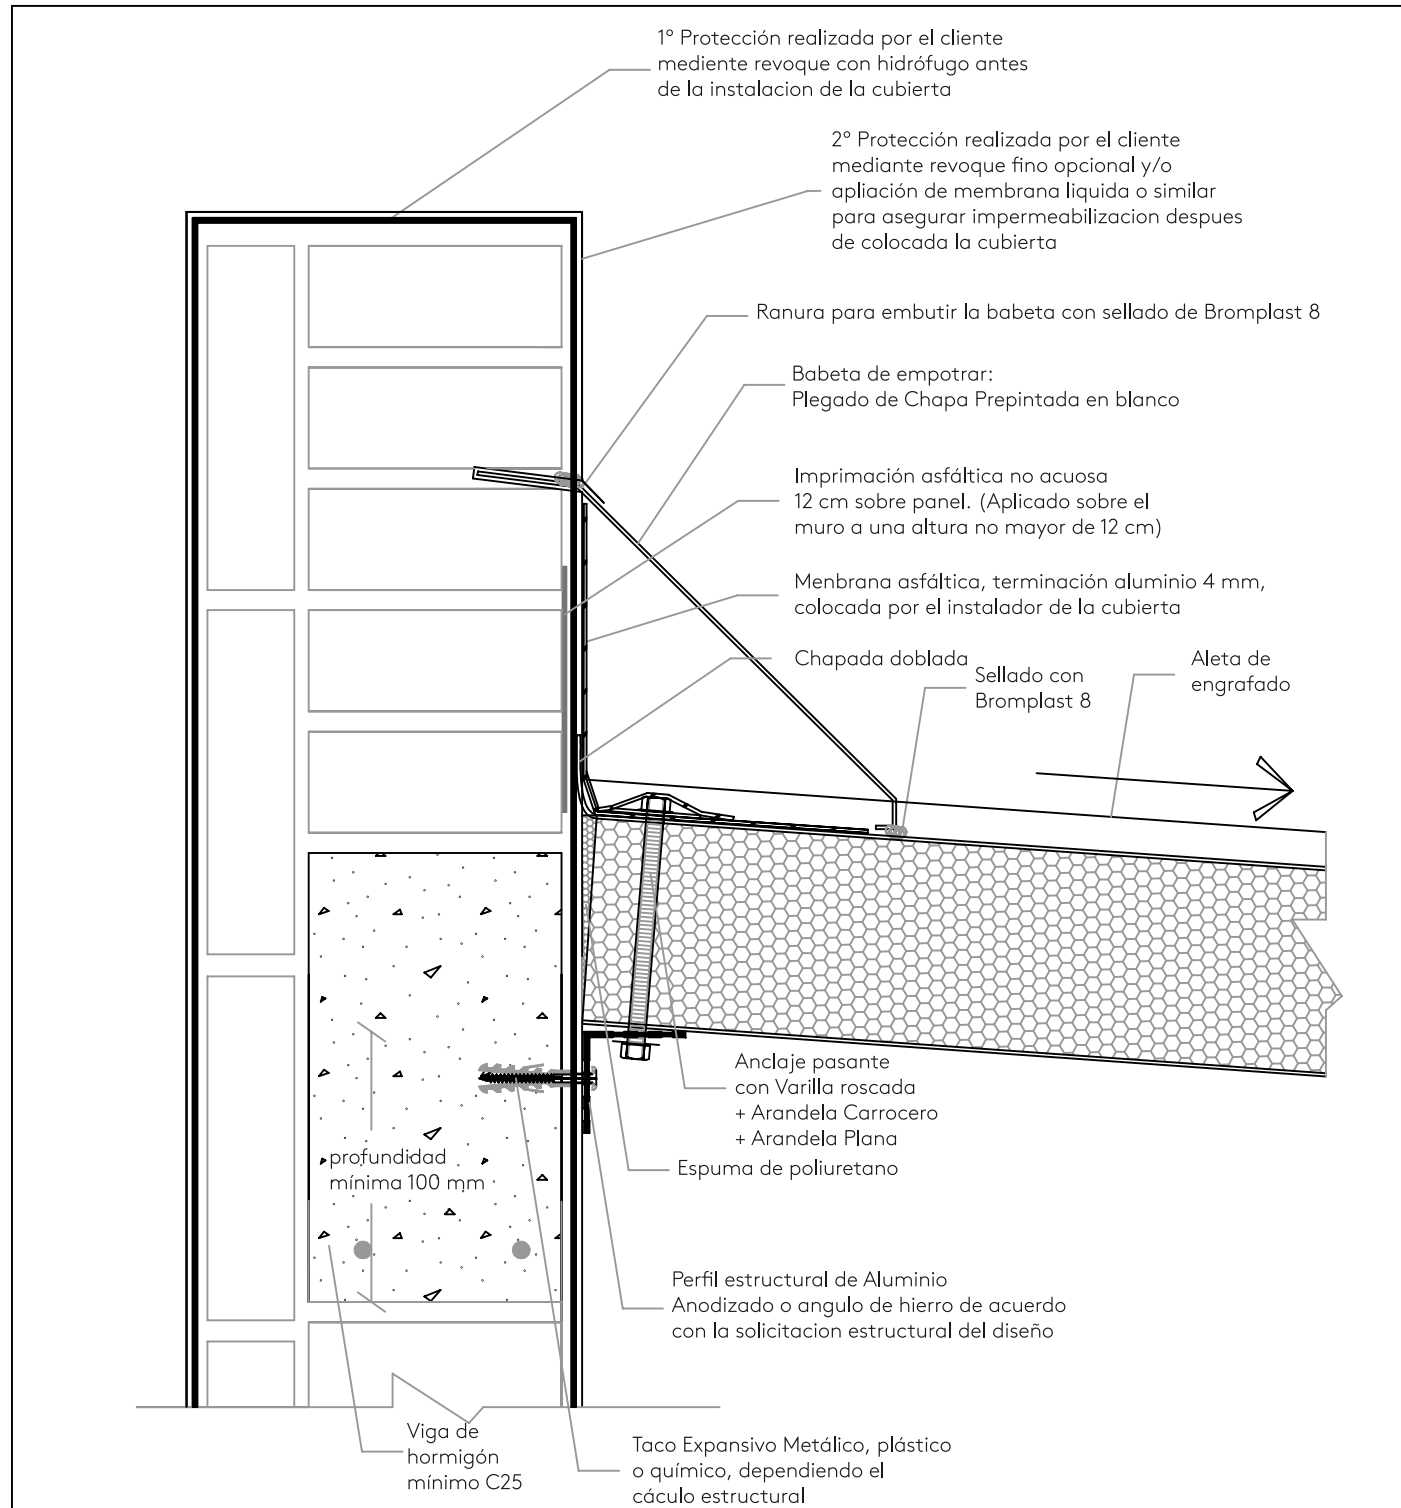 1° Protección realizada por el cliente
mediente revoque con hidrófugo antes
de la instalacion de la cubierta
2° Protección realizada por el cliente
mediante revoque fino opcional y/o
apliación de membrana liquida o similar
para asegurar impermeabilizacion despues
de colocada la cubierta
Ranura para embutir la babeta con sellado de Bromplast 8
Babeta de empotrar:
Plegado de Chapa Prepintada en blanco
Imprimación asfáltica no acuosa
12 cm sobre panel. (Aplicado sobre el
muro a una altura no mayor de 12 cm)
Menbrana asfáltica, terminación aluminio 4 mm,
colocada por el instalador de la cubierta
Chapada doblada
Sellado con
Bromplast 8
Aleta de
engrafado
Anclaje pasante
con Varilla roscada
+ Arandela Carrocero
+ Arandela Plana
Espuma de poliuretano
profundidad
mínima 100 mm
Perfil estructural de Aluminio
Anodizado o angulo de hierro de acuerdo
con la solicitacion estructural del diseño
Viga de
hormigón
mínimo C25
Taco Expansivo Metálico, plástico
o químico, dependiendo el
cáculo estructural